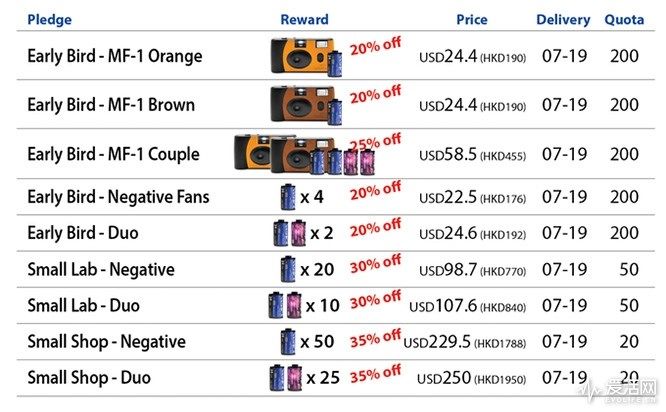 Pledge Reward Price Delivery Quota
Early Bird - MF-1 Orange 20% off USD24.4 (HKD190) 07-19 200
Early Bird - MF-1 Brown 20% off USD24.4 (HKD190) 07-19 200
Early Bird - MF-1 Couple 25% off USD58.5 (HKD455) 07-19 200
Early Bird - Negative Fans x 4 20% off USD22.5 (HKD176) 07-19 200
Early Bird - Duo x 2 20% off USD24.6 (HKD192) 07-19 200
Small Lab - Negative x 20 30% off USD98.7 (HKD770) 07-19 50
Small Lab - Duo x 10 30% off USD107.6 (HKD840) 07-19 50
Small Shop - Negative x 50 35% off USD229.5 (HKD1788) 07-19 20
Small Shop - Duo x 25 35% off USD250 (HKD1950) 07-19 20
爱活网
EVOLIFE.CN